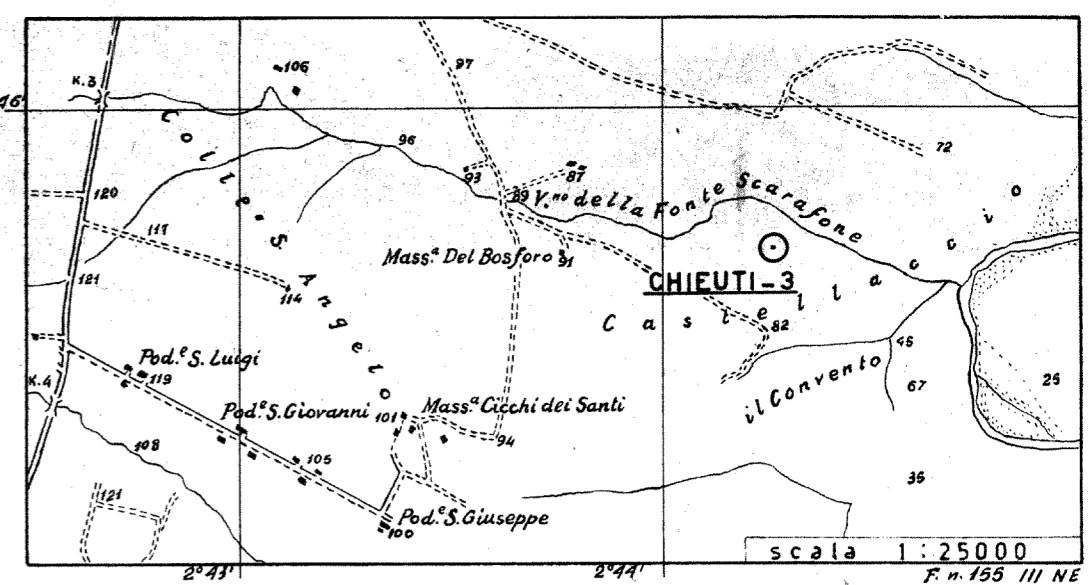 K.3
106
97
46'
Colle S. Angelo
96
72
120
93
87
89
V.ⁿᵒ della Fonte Scarafone
117
Mass.ᵃ Del Bosforo
91
121
114
CHIEUTI-3
Castellaccio
82
45
Pod.ᵉ S. Luigi
119
il Convento
67
25
K.4
Pod.ᵉ S. Giovanni
101
Mass.ᵃ Cicchi dei Santi
94
108
105
35
121
Pod.ᵉ S. Giuseppe
100
scala 1:25000
2°43'
2°44'
F. n. 155 III NE